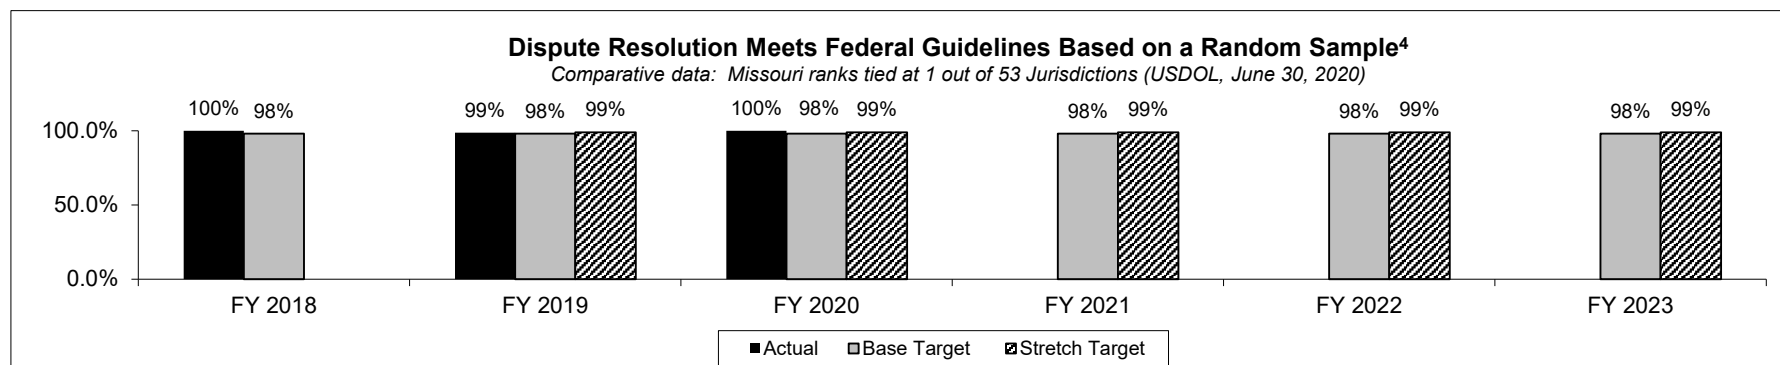 Dispute Resolution Meets Federal Guidelines Based on a Random Sample⁴
Comparative data: Missouri ranks tied at 1 out of 53 Jurisdictions (USDOL, June 30, 2020)
100% 98% 99% 98% 99% 100% 98% 99% 98% 99% 98% 99% 98% 99%
100.0%
50.0%
0.0%
FY 2018 FY 2019 FY 2020 FY 2021 FY 2022 FY 2023
Actual Base Target Stretch Target